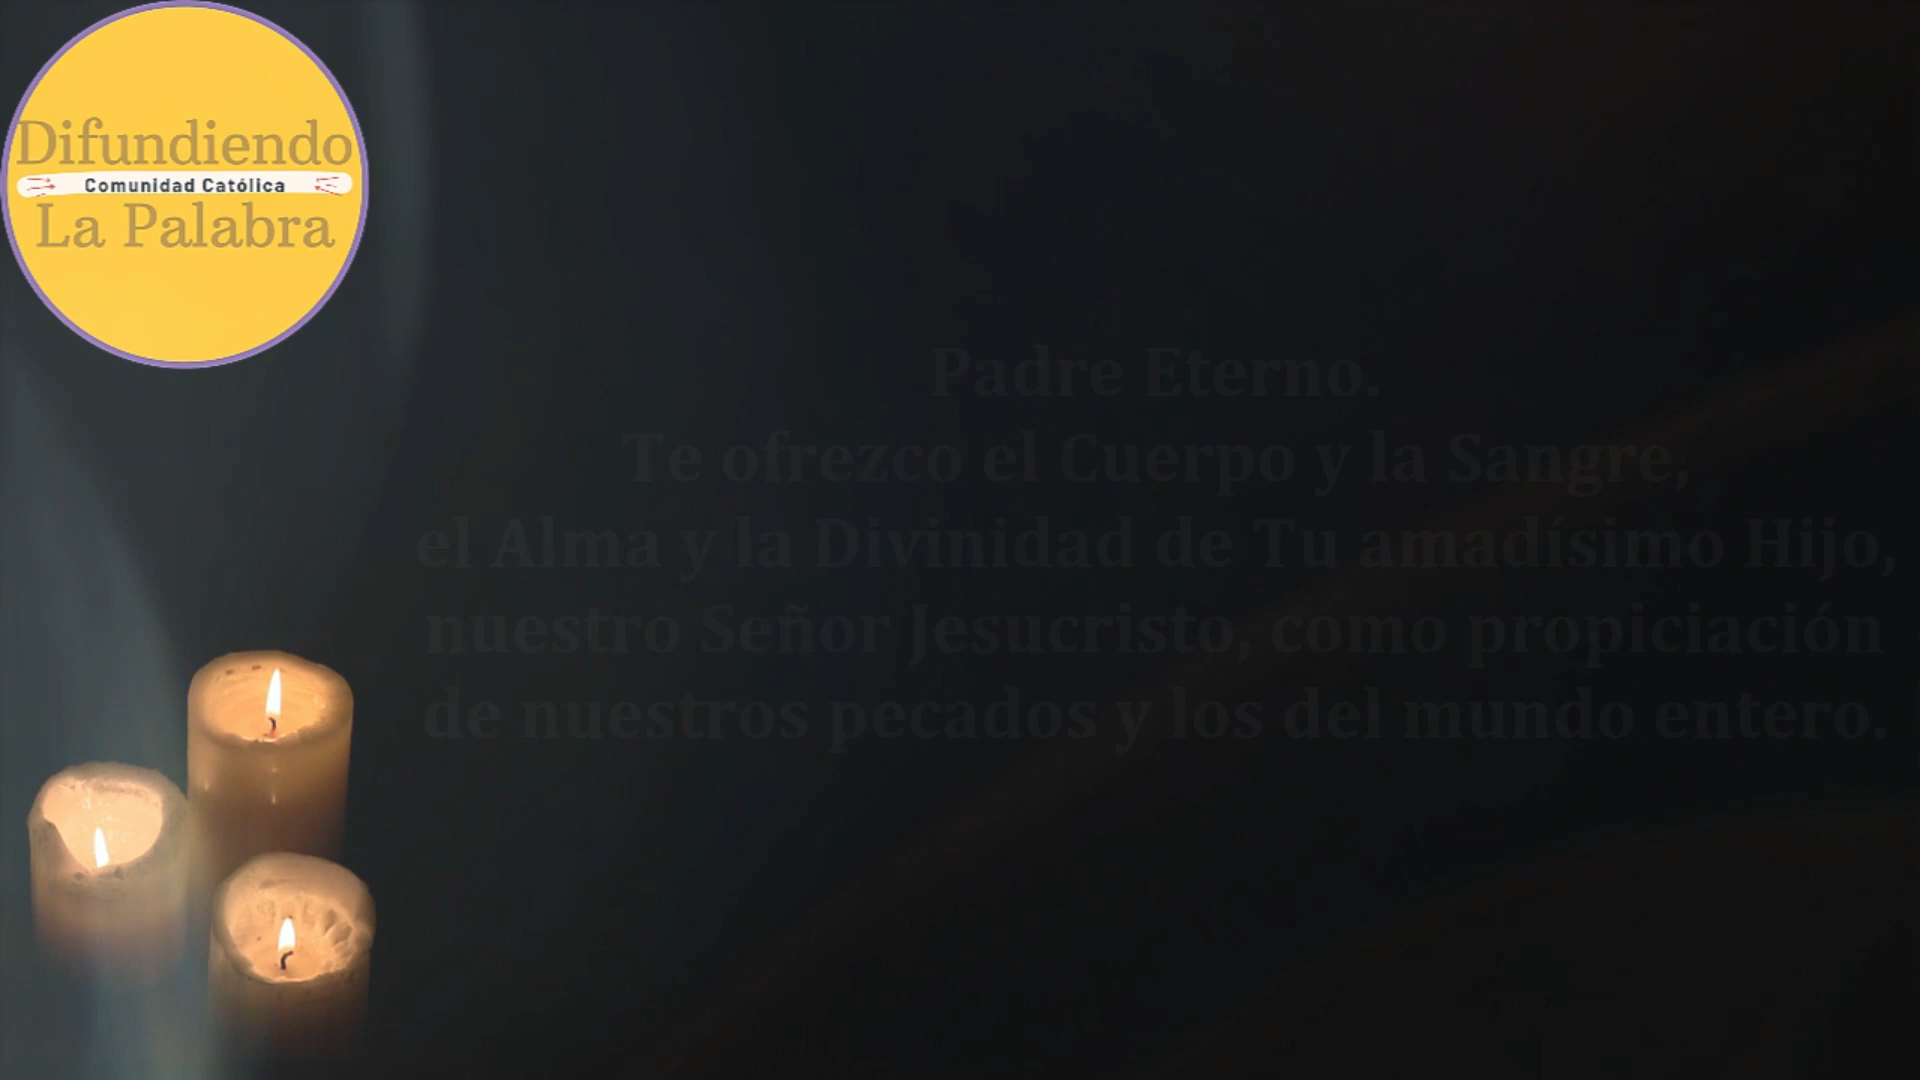 Difundiendo
Comunidad Católica
La Palabra
Padre Eterno.
Te ofrezco el Cuerpo y la Sangre,
el Alma y la Divinidad de Tu amadísimo Hijo,
nuestro Señor Jesucristo, como propiciación
de nuestros pecados y los del mundo entero.